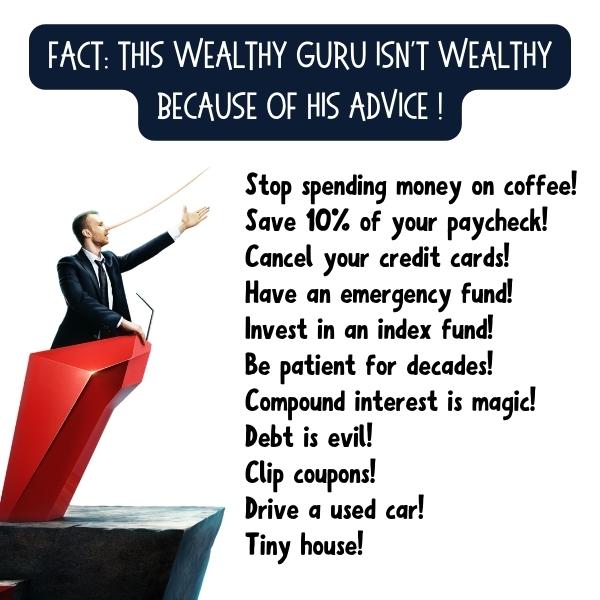 FACT: THIS WEALTHY GURU ISN'T WEALTHY
BECAUSE OF HIS ADVICE !
Stop spending money on coffee!
Save 10% of your paycheck!
Cancel your credit cards!
Have an emergency fund!
Invest in an index fund!
Be patient for decades!
Compound interest is magic!
Debt is evil!
Clip coupons!
Drive a used car!
Tiny house!